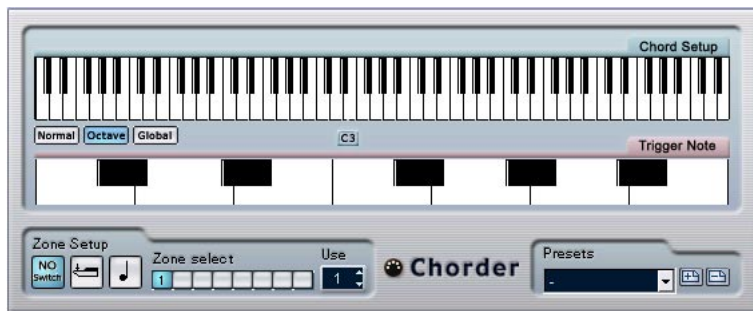 Chord Setup
Normal Octave Global
C3
Trigger Note
Zone Setup
NO Switch
Zone select
1
Use
1
Chorder
Presets
-